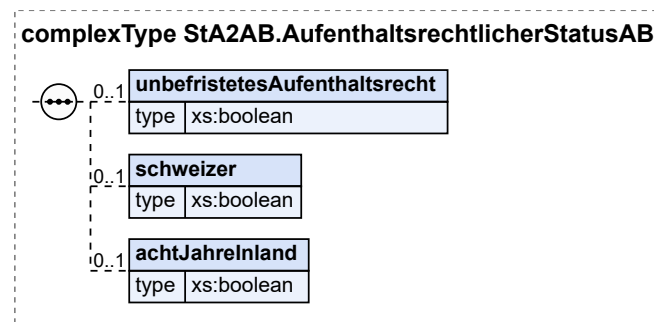 complexType StA2AB.AufenthaltsrechtlicherStatusAB
0..1 unbefristetesAufenthaltsrecht
type xs:boolean
0..1 schweizer
type xs:boolean
0..1 achtJahreInland
type xs:boolean